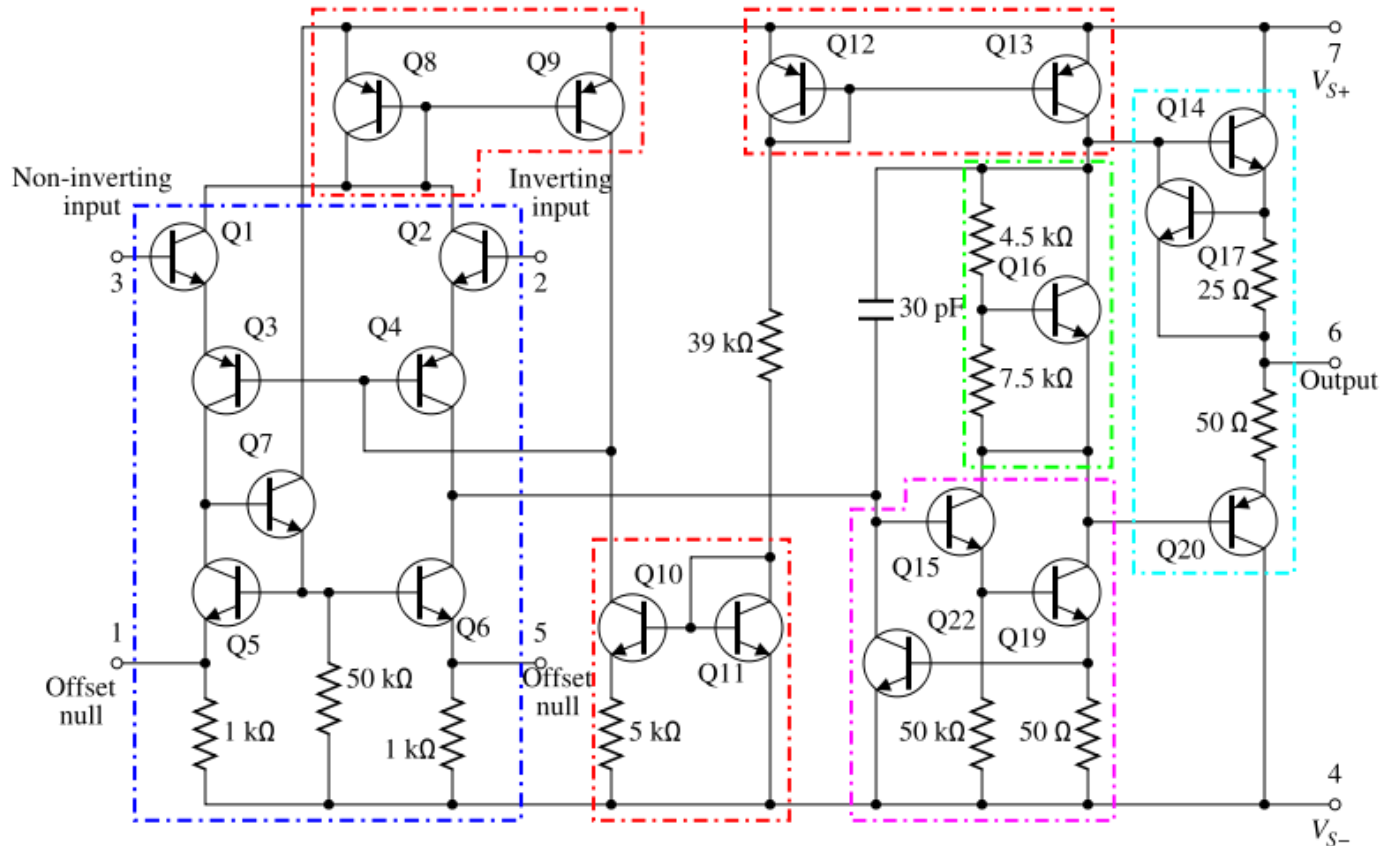 Q8
Q9
Q12
Q13
7
V_{S+}
Q14
Non-inverting
input
Q1
Q2
Inverting
input
3
2
4.5 kΩ
Q16
Q17
25 Ω
30 pF
6
Output
Q3
Q4
39 kΩ
7.5 kΩ
50 Ω
Q7
Q15
Q20
Q10
1
Q5
Q6
5
Q22
Q19
Q11
Offset
null
50 kΩ
Offset
null
1 kΩ
1 kΩ
5 kΩ
50 kΩ
50 Ω
4
V_{S−}